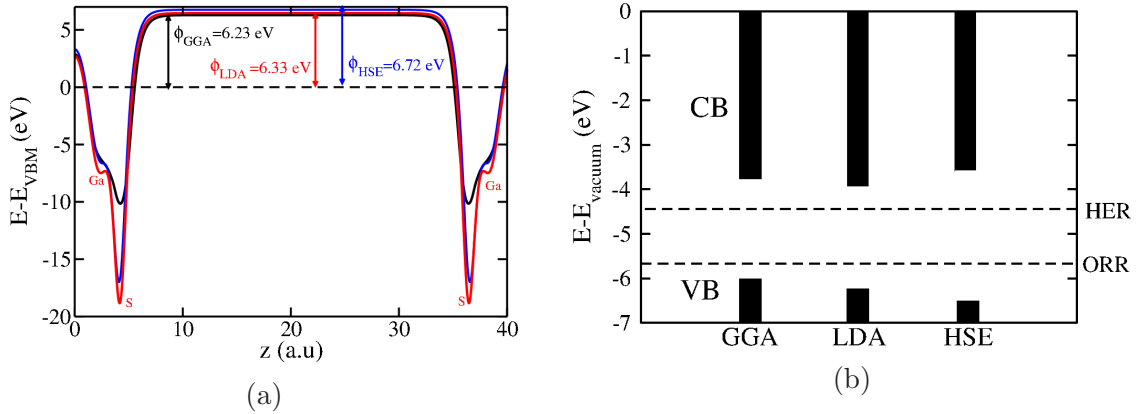 E-E_VBM (eV)
5
0
-5
-10
-15
-20
ϕ_GGA=6.23 eV
ϕ_LDA=6.33 eV
ϕ_HSE=6.72 eV
Ga
Ga
S
S
0
10
20
30
40
z (a.u)
(a)
E-E_vacuum (eV)
0
-1
-2
-3
-4
-5
-6
-7
CB
VB
HER
ORR
GGA
LDA
HSE
(b)